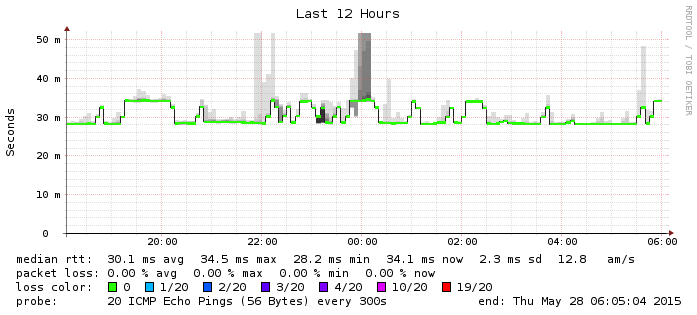 Last 12 Hours
RRDTOOL / TOBI OETIKER
Seconds
50 m
40 m
30 m
20 m
10 m
0
20:00 22:00 00:00 02:00 04:00 06:00
median rtt: 30.1 ms avg 34.5 ms max 28.2 ms min 34.1 ms now 2.3 ms sd 12.8 am/s
packet loss: 0.00 % avg 0.00 % max 0.00 % min 0.00 % now
loss color: 0 1/20 2/20 3/20 4/20 10/20 19/20
probe: 20 ICMP Echo Pings (56 Bytes) every 300s end: Thu May 28 06:05:04 2015